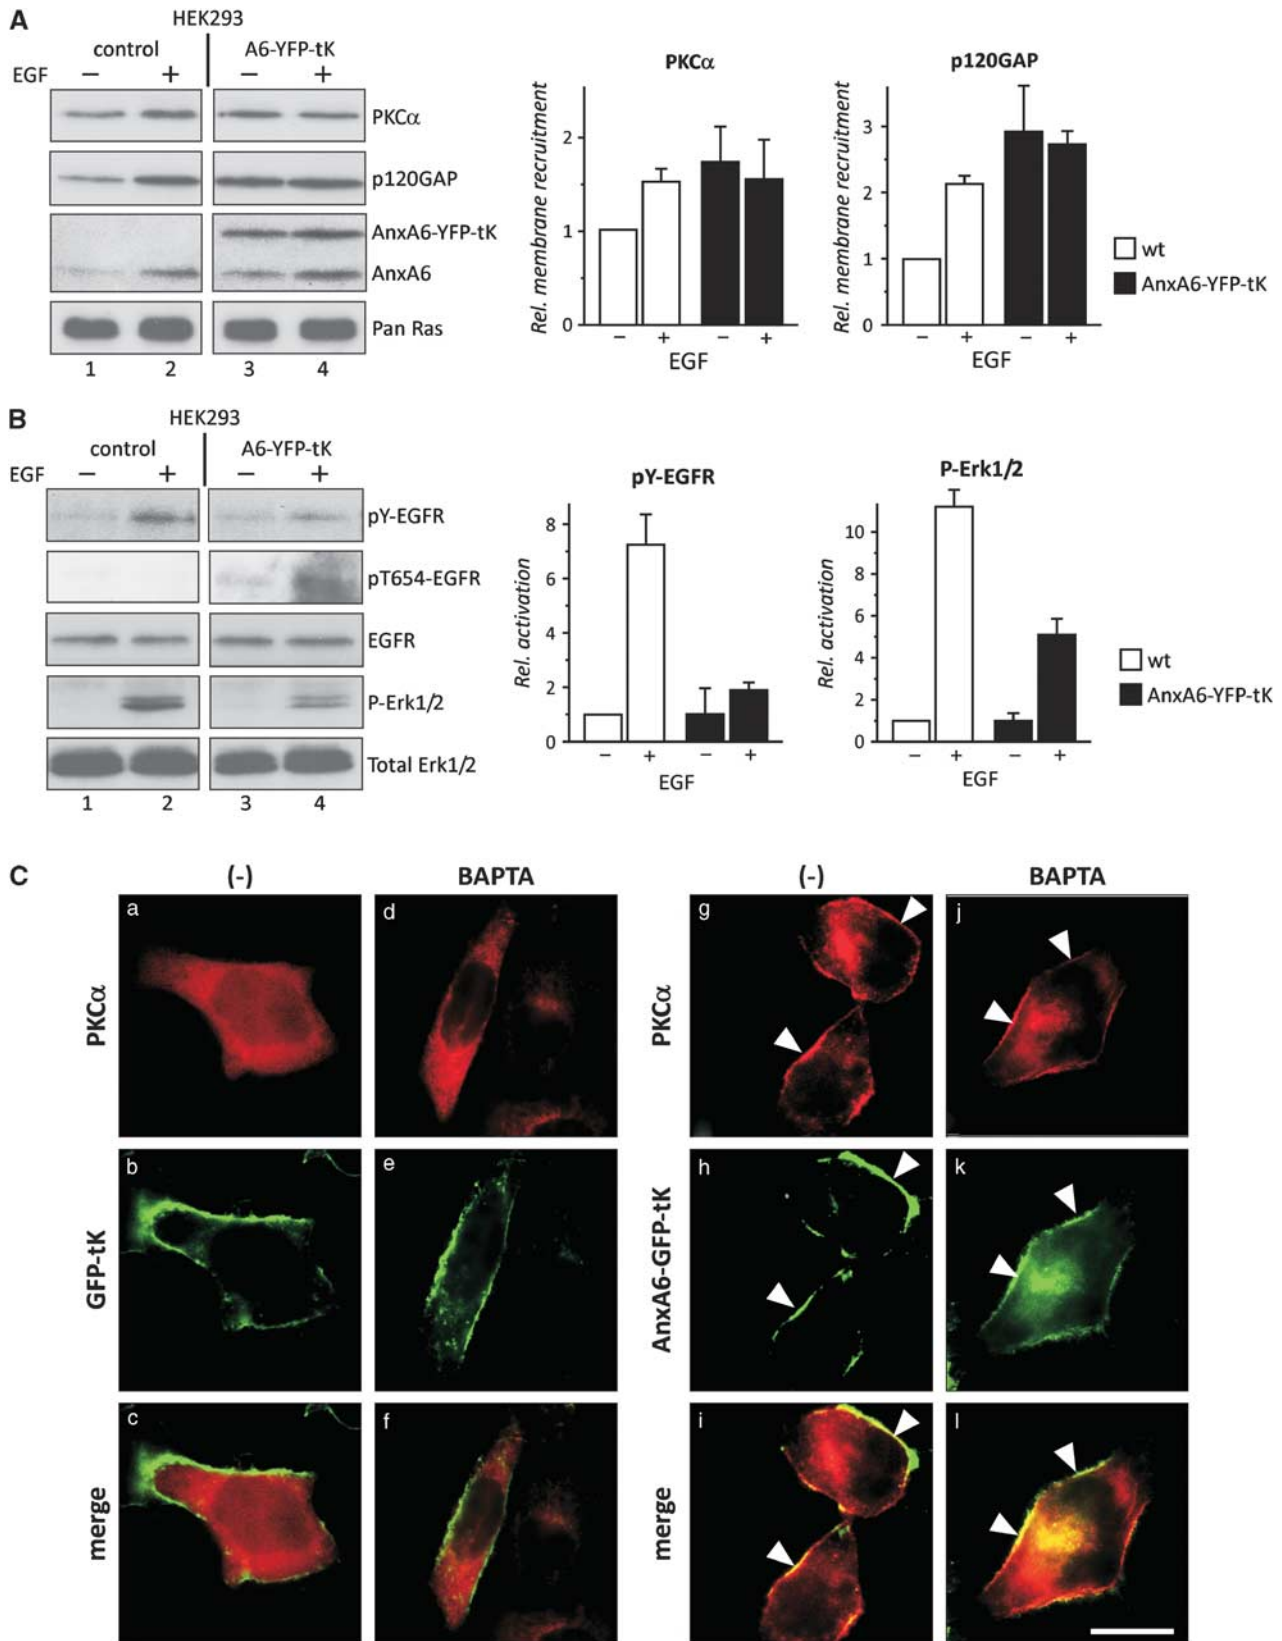 A
HEK293
control A6-YFP-tK
EGF − + − +
PKCα
p120GAP
AnxA6-YFP-tK
AnxA6
Pan Ras
1 2 3 4
PKCα
Rel. membrane recruitment
2
1
0
− + − +
EGF
p120GAP
Rel. membrane recruitment
3
2
1
0
− + − +
EGF
wt
AnxA6-YFP-tK
B
HEK293
control A6-YFP-tK
EGF − + − +
pY-EGFR
pT654-EGFR
EGFR
P-Erk1/2
Total Erk1/2
1 2 3 4
pY-EGFR
Rel. activation
8
6
4
2
0
− + − +
EGF
P-Erk1/2
Rel. activation
10
8
6
4
2
0
− + − +
EGF
wt
AnxA6-YFP-tK
C
(-) BAPTA (-) BAPTA
PKCα
a d
PKCα
g j
GFP-tK
b e
AnxA6-GFP-tK
h k
merge
c f
merge
i l